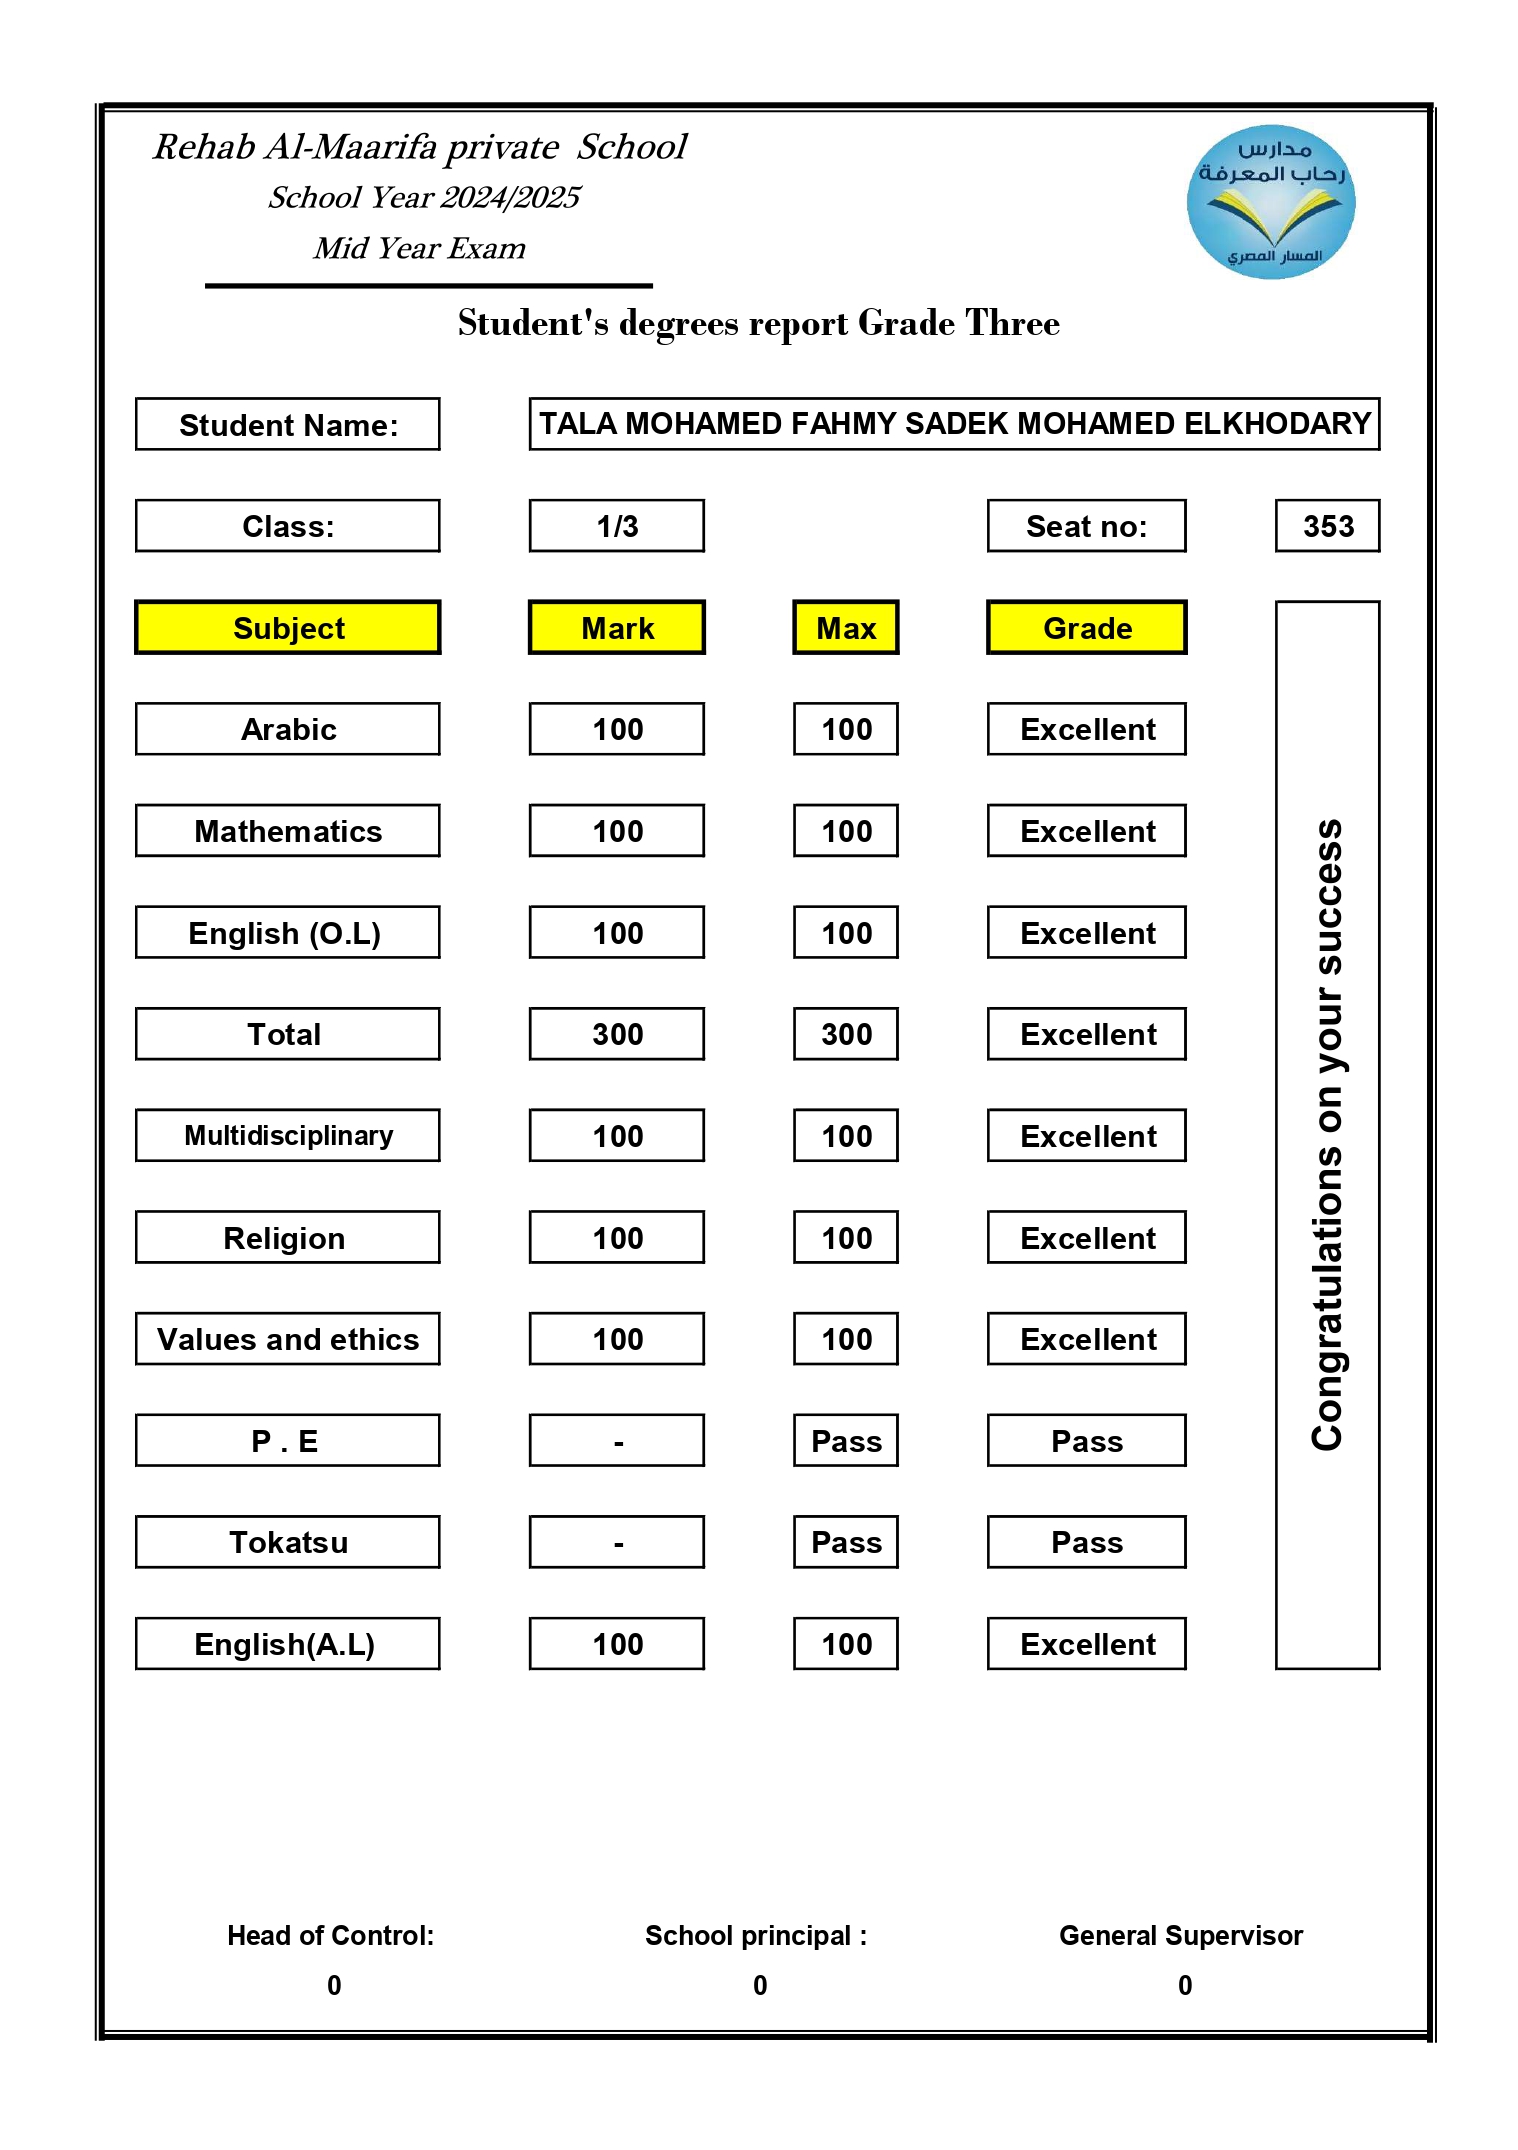 Rehab Al-Maarifa private School
School Year 2024/2025
Mid Year Exam
مدارس
رحاب المعرفة
المسار المصري
Student's degrees report Grade Three
Student Name: TALA MOHAMED FAHMY SADEK MOHAMED ELKHODARY
Class: 1/3 Seat no: 353
Subject Mark Max Grade
Arabic 100 100 Excellent
Mathematics 100 100 Excellent
English (O.L) 100 100 Excellent
Total 300 300 Excellent
Multidisciplinary 100 100 Excellent
Religion 100 100 Excellent
Values and ethics 100 100 Excellent
P . E - Pass Pass
Tokatsu - Pass Pass
English(A.L) 100 100 Excellent
Congratulations on your success
Head of Control: School principal : General Supervisor
0 0 0